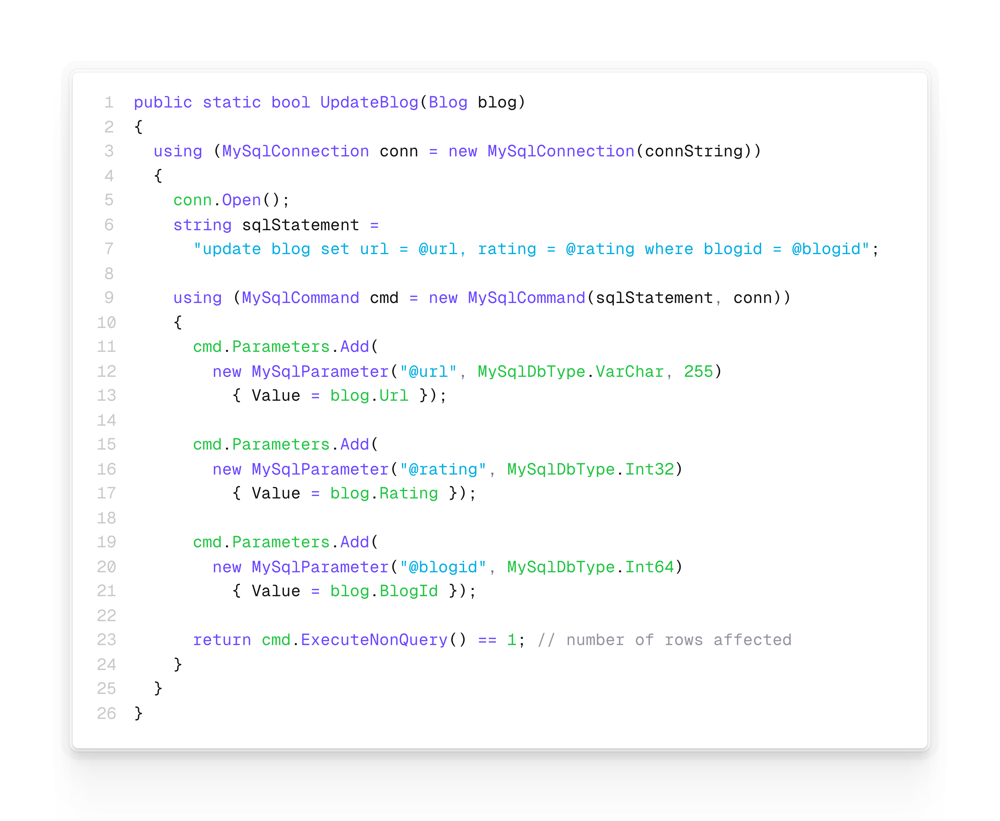 1 public static bool UpdateBlog(Blog blog)
2 {
3   using (MySqlConnection conn = new MySqlConnection(connString))
4   {
5     conn.Open();
6     string sqlStatement =
7       "update blog set url = @url, rating = @rating where blogid = @blogid";
8
9     using (MySqlCommand cmd = new MySqlCommand(sqlStatement, conn))
10     {
11       cmd.Parameters.Add(
12         new MySqlParameter("@url", MySqlDbType.VarChar, 255)
13           { Value = blog.Url });
14
15       cmd.Parameters.Add(
16         new MySqlParameter("@rating", MySqlDbType.Int32)
17           { Value = blog.Rating });
18
19       cmd.Parameters.Add(
20         new MySqlParameter("@blogid", MySqlDbType.Int64)
21           { Value = blog.BlogId });
22
23       return cmd.ExecuteNonQuery() == 1; // number of rows affected
24     }
25   }
26 }